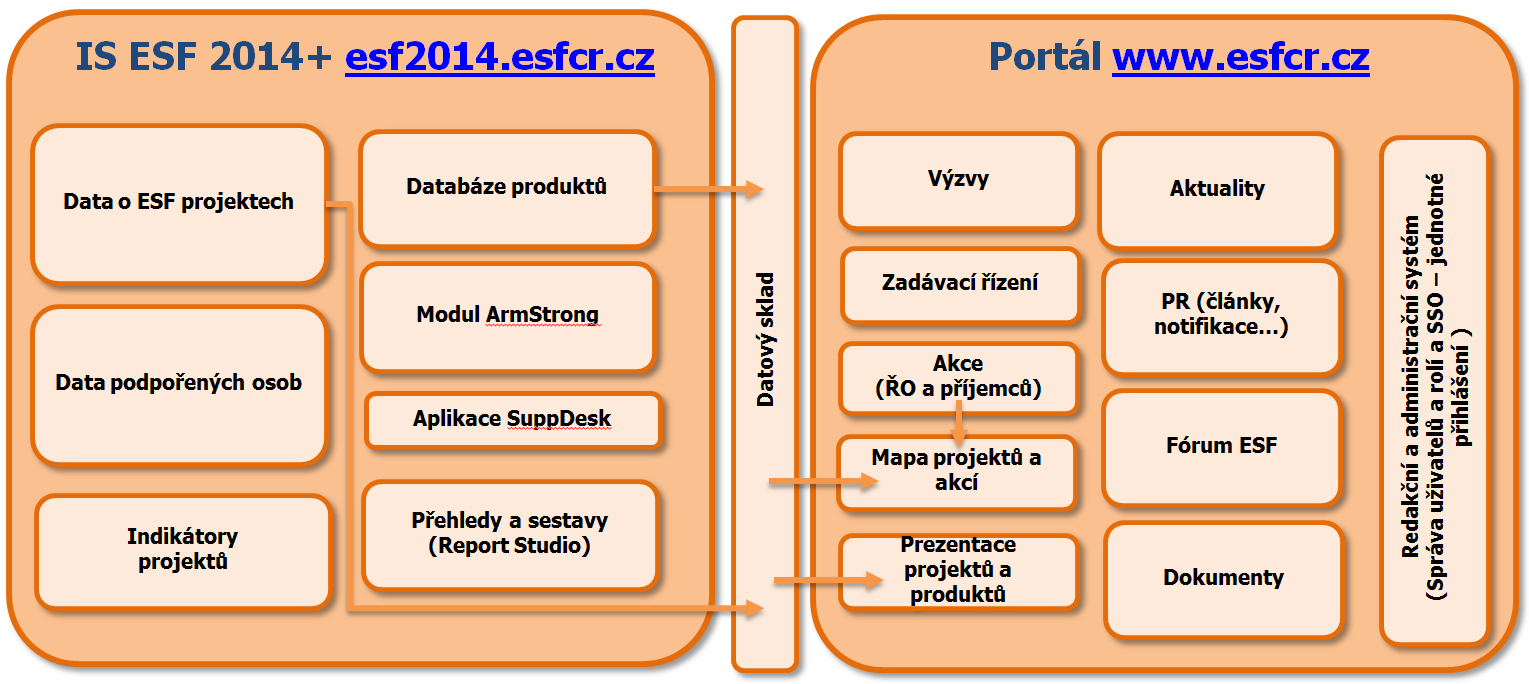 IS ESF 2014+ esf2014.esfcr.cz
Data o ESF projektech
Data podpořených osob
Indikátory
projektů
Databáze produktů
Modul ArmStrong
Aplikace SuppDesk
Přehledy a sestavy
(Report Studio)
Datový sklad
Portál www.esfcr.cz
Výzvy
Zadávací řízení
Akce
(ŘO a příjemců)
Mapa projektů a
akcí
Prezentace
projektů a
produktů
Aktuality
PR (články,
notifikace…)
Fórum ESF
Dokumenty
Redakční a administrační systém
(Správa uživatelů a rolí a SSO – jednotné
přihlášení )